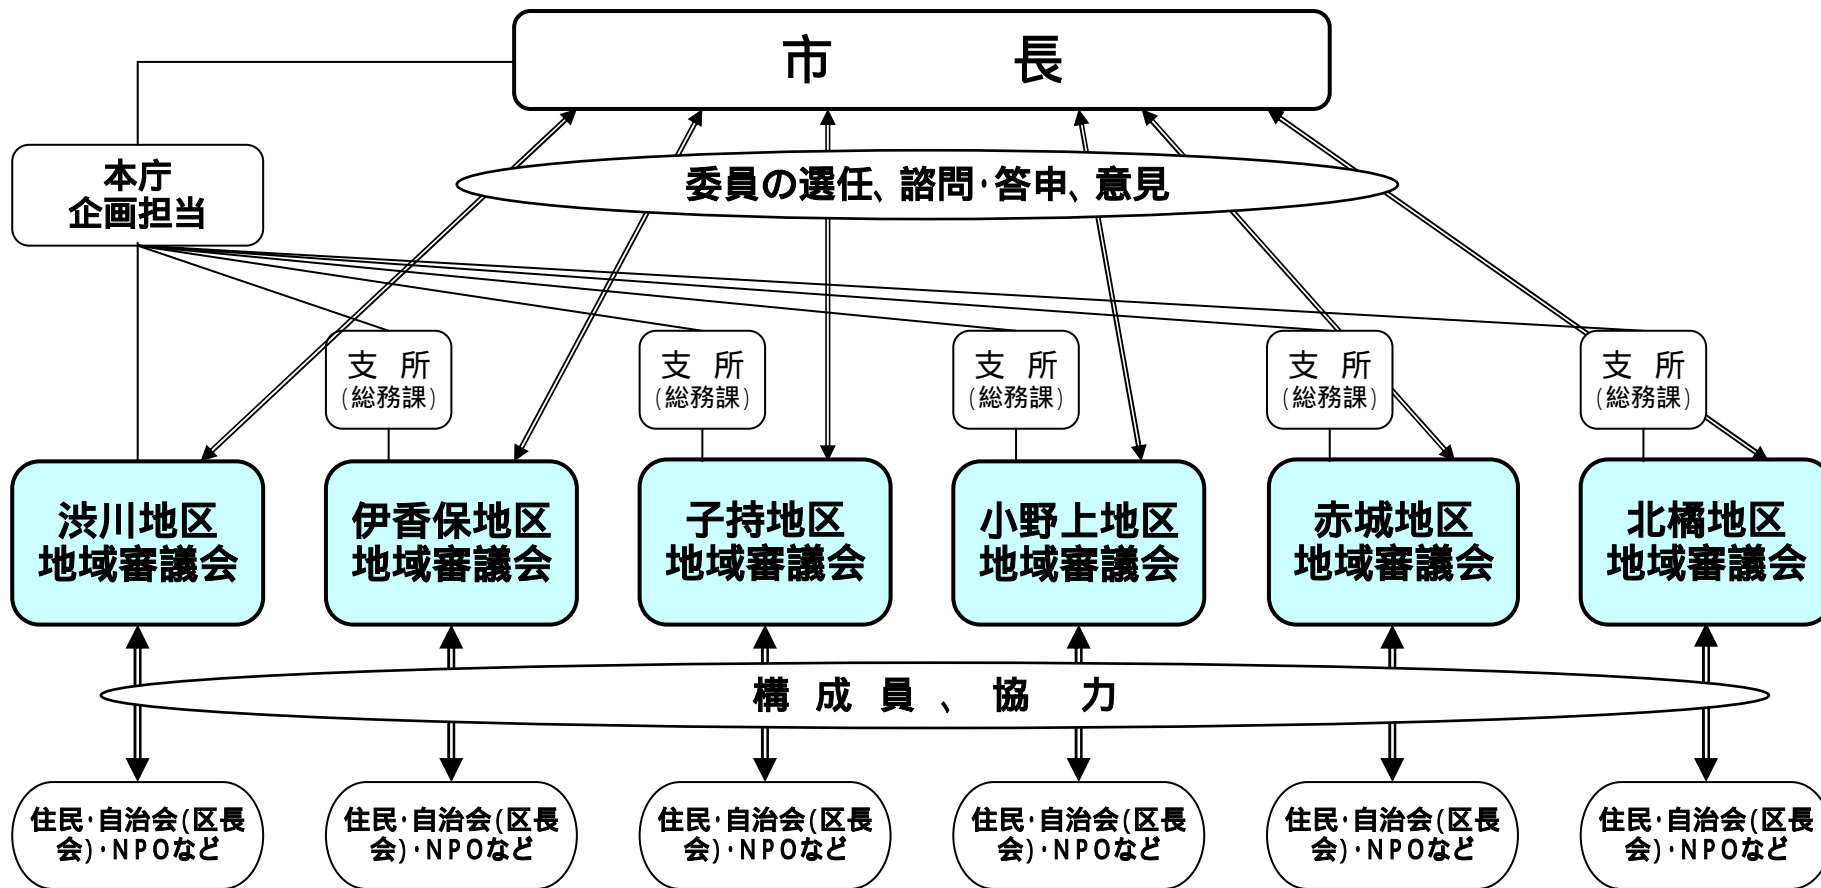 市 長
本庁
企画担当
委員の選任、諮問・答申、意見
支 所
(総務課)
支 所
(総務課)
支 所
(総務課)
支 所
(総務課)
支 所
(総務課)
渋川地区
地域審議会
伊香保地区
地域審議会
子持地区
地域審議会
小野上地区
地域審議会
赤城地区
地域審議会
北橘地区
地域審議会
構 成 員 、 協 力
住民・自治会(区長
会)・NPOなど
住民・自治会(区長
会)・NPOなど
住民・自治会(区長
会)・NPOなど
住民・自治会(区長
会)・NPOなど
住民・自治会(区長
会)・NPOなど
住民・自治会(区長
会)・NPOなど